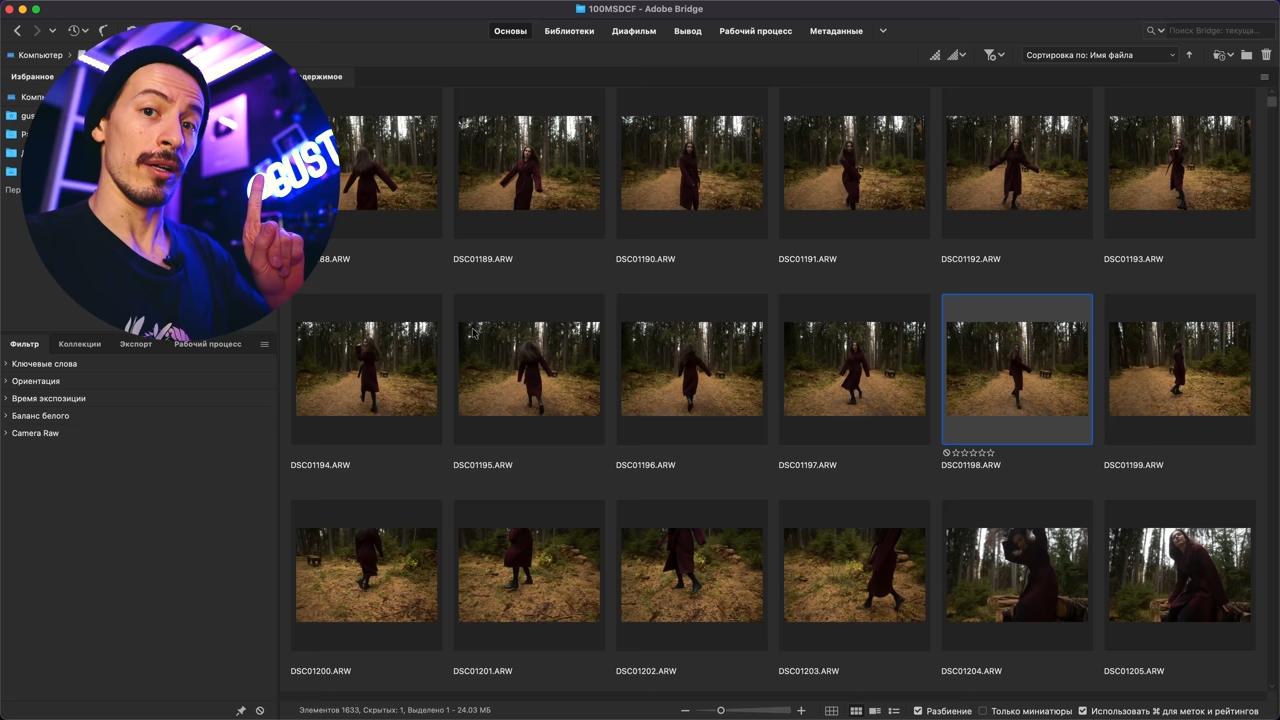 100MSDCF - Adobe Bridge
Основы Библиотеки Диафильм Вывод Рабочий процесс Метаданные
Поиск Bridge: текуща...
Компьютер
Сортировка по: Имя файла
Избранное
GUST
DSC01189.ARW DSC01190.ARW DSC01191.ARW DSC01192.ARW DSC01193.ARW
Фильтр Коллекции Экспорт Рабочий процесс
Ключевые слова
Ориентация
Время экспозиции
Баланс белого
Camera Raw
DSC01194.ARW DSC01195.ARW DSC01196.ARW DSC01197.ARW DSC01198.ARW DSC01199.ARW
DSC01200.ARW DSC01201.ARW DSC01202.ARW DSC01203.ARW DSC01204.ARW DSC01205.ARW
Элементов 1633, Скрытых: 1, Выделено 1 - 24.03 МБ
Разбиение Только миниатюры Использовать ⌘ для меток и рейтингов